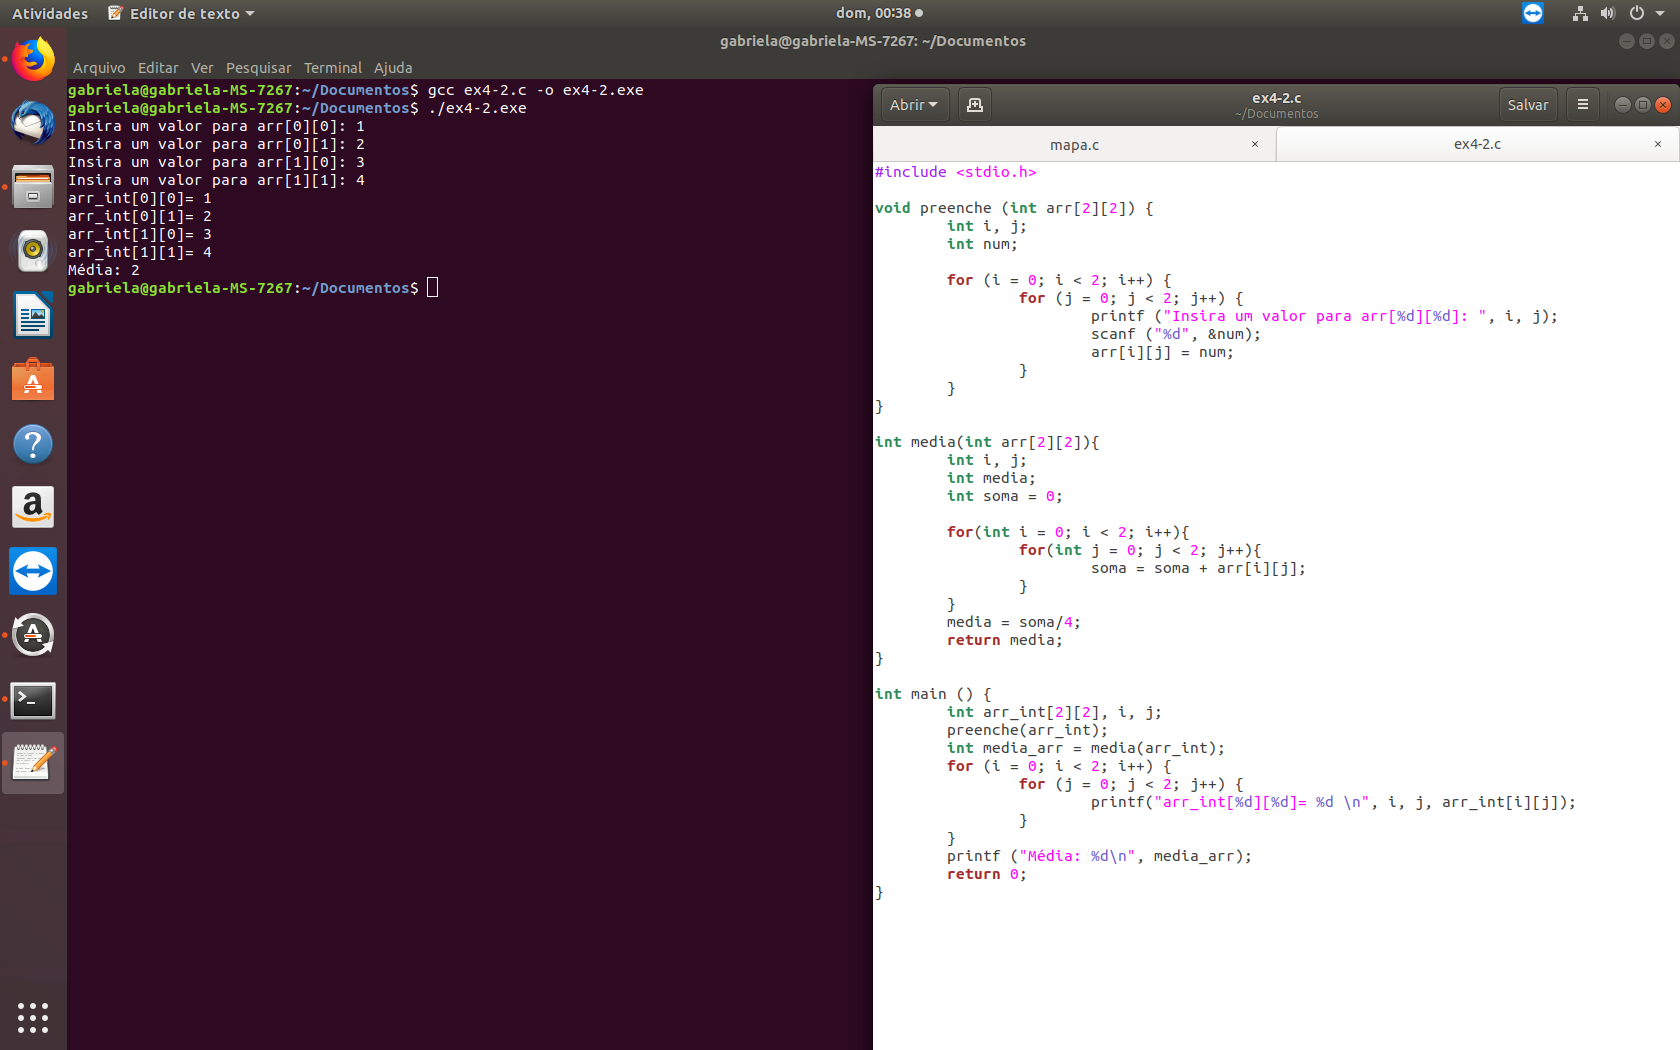 Atividades Editor de texto dom, 00:38
gabriela@gabriela-MS-7267: ~/Documentos
Arquivo Editar Ver Pesquisar Terminal Ajuda
gabriela@gabriela-MS-7267:~/Documentos$ gcc ex4-2.c -o ex4-2.exe
gabriela@gabriela-MS-7267:~/Documentos$ ./ex4-2.exe
Insira um valor para arr[0][0]: 1
Insira um valor para arr[0][1]: 2
Insira um valor para arr[1][0]: 3
Insira um valor para arr[1][1]: 4
arr_int[0][0]= 1
arr_int[0][1]= 2
arr_int[1][0]= 3
arr_int[1][1]= 4
Média: 2
gabriela@gabriela-MS-7267:~/Documentos$
Abrir ex4-2.c Salvar
~/Documentos
mapa.c × ex4-2.c ×
#include <stdio.h>
void preenche (int arr[2][2]) {
int i, j;
int num;
for (i = 0; i < 2; i++) {
for (j = 0; j < 2; j++) {
printf ("Insira um valor para arr[%d][%d]: ", i, j);
scanf ("%d", &num);
arr[i][j] = num;
}
}
}
int media(int arr[2][2]){
int i, j;
int media;
int soma = 0;
for(int i = 0; i < 2; i++){
for(int j = 0; j < 2; j++){
soma = soma + arr[i][j];
}
}
media = soma/4;
return media;
}
int main () {
int arr_int[2][2], i, j;
preenche(arr_int);
int media_arr = media(arr_int);
for (i = 0; i < 2; i++) {
for (j = 0; j < 2; j++) {
printf("arr_int[%d][%d]= %d \n", i, j, arr_int[i][j]);
}
}
printf ("Média: %d\n", media_arr);
return 0;
}